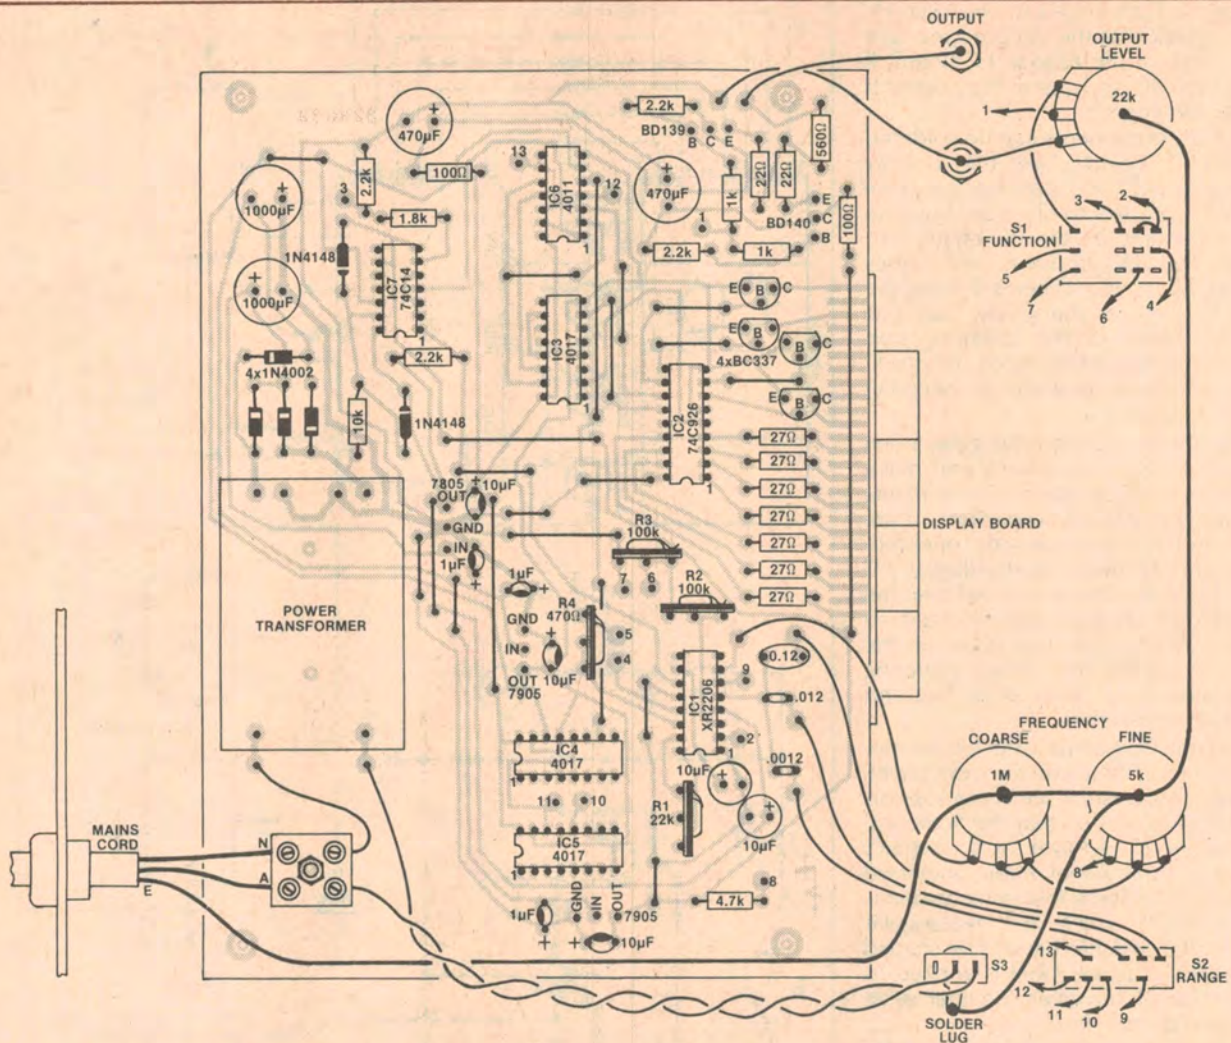 OUTPUT
OUTPUT
LEVEL
22k
1
2.2k
BD139
B C E
470µF
560Ω
13
100Ω
2.2k
IC6
4011
12
470µF
1k
22Ω
22Ω
3
1000µF
1.8k
E
C
B
BD140
100Ω
1
1
3
2
S1
FUNCTION
1N4148
IC7
74C14
2.2k
1k
5
7
6
4
1000µF
E B C
IC3
4017
E B
B C
4xBC337
1
2.2k
4x1N4002
IC2
74C926
E B C
1
10k
1N4148
27Ω
27Ω
27Ω
27Ω
27Ω
27Ω
27Ω
1
7805
OUT
+
10µF
GND
IN
1µF
+
DISPLAY BOARD
R3
100k
7
6
R2
100k
1µF
+
POWER
TRANSFORMER
R4
470Ω
GND
IN
OUT
7905
+
10µF
5
4
IC1
XR2206
9
0.12
.012
2
1
.0012
FREQUENCY
COARSE
FINE
1M
5k
IC4
4017
1
11
10
10µF
+
R1
22k
+
10µF
MAINS
CORD
N
A
E
IC5
4017
1
GND
IN
OUT
7905
8
4.7k
8
1µF
+
+
10µF
S3
13
S2
RANGE
12
11
10
9
SOLDER
LUG